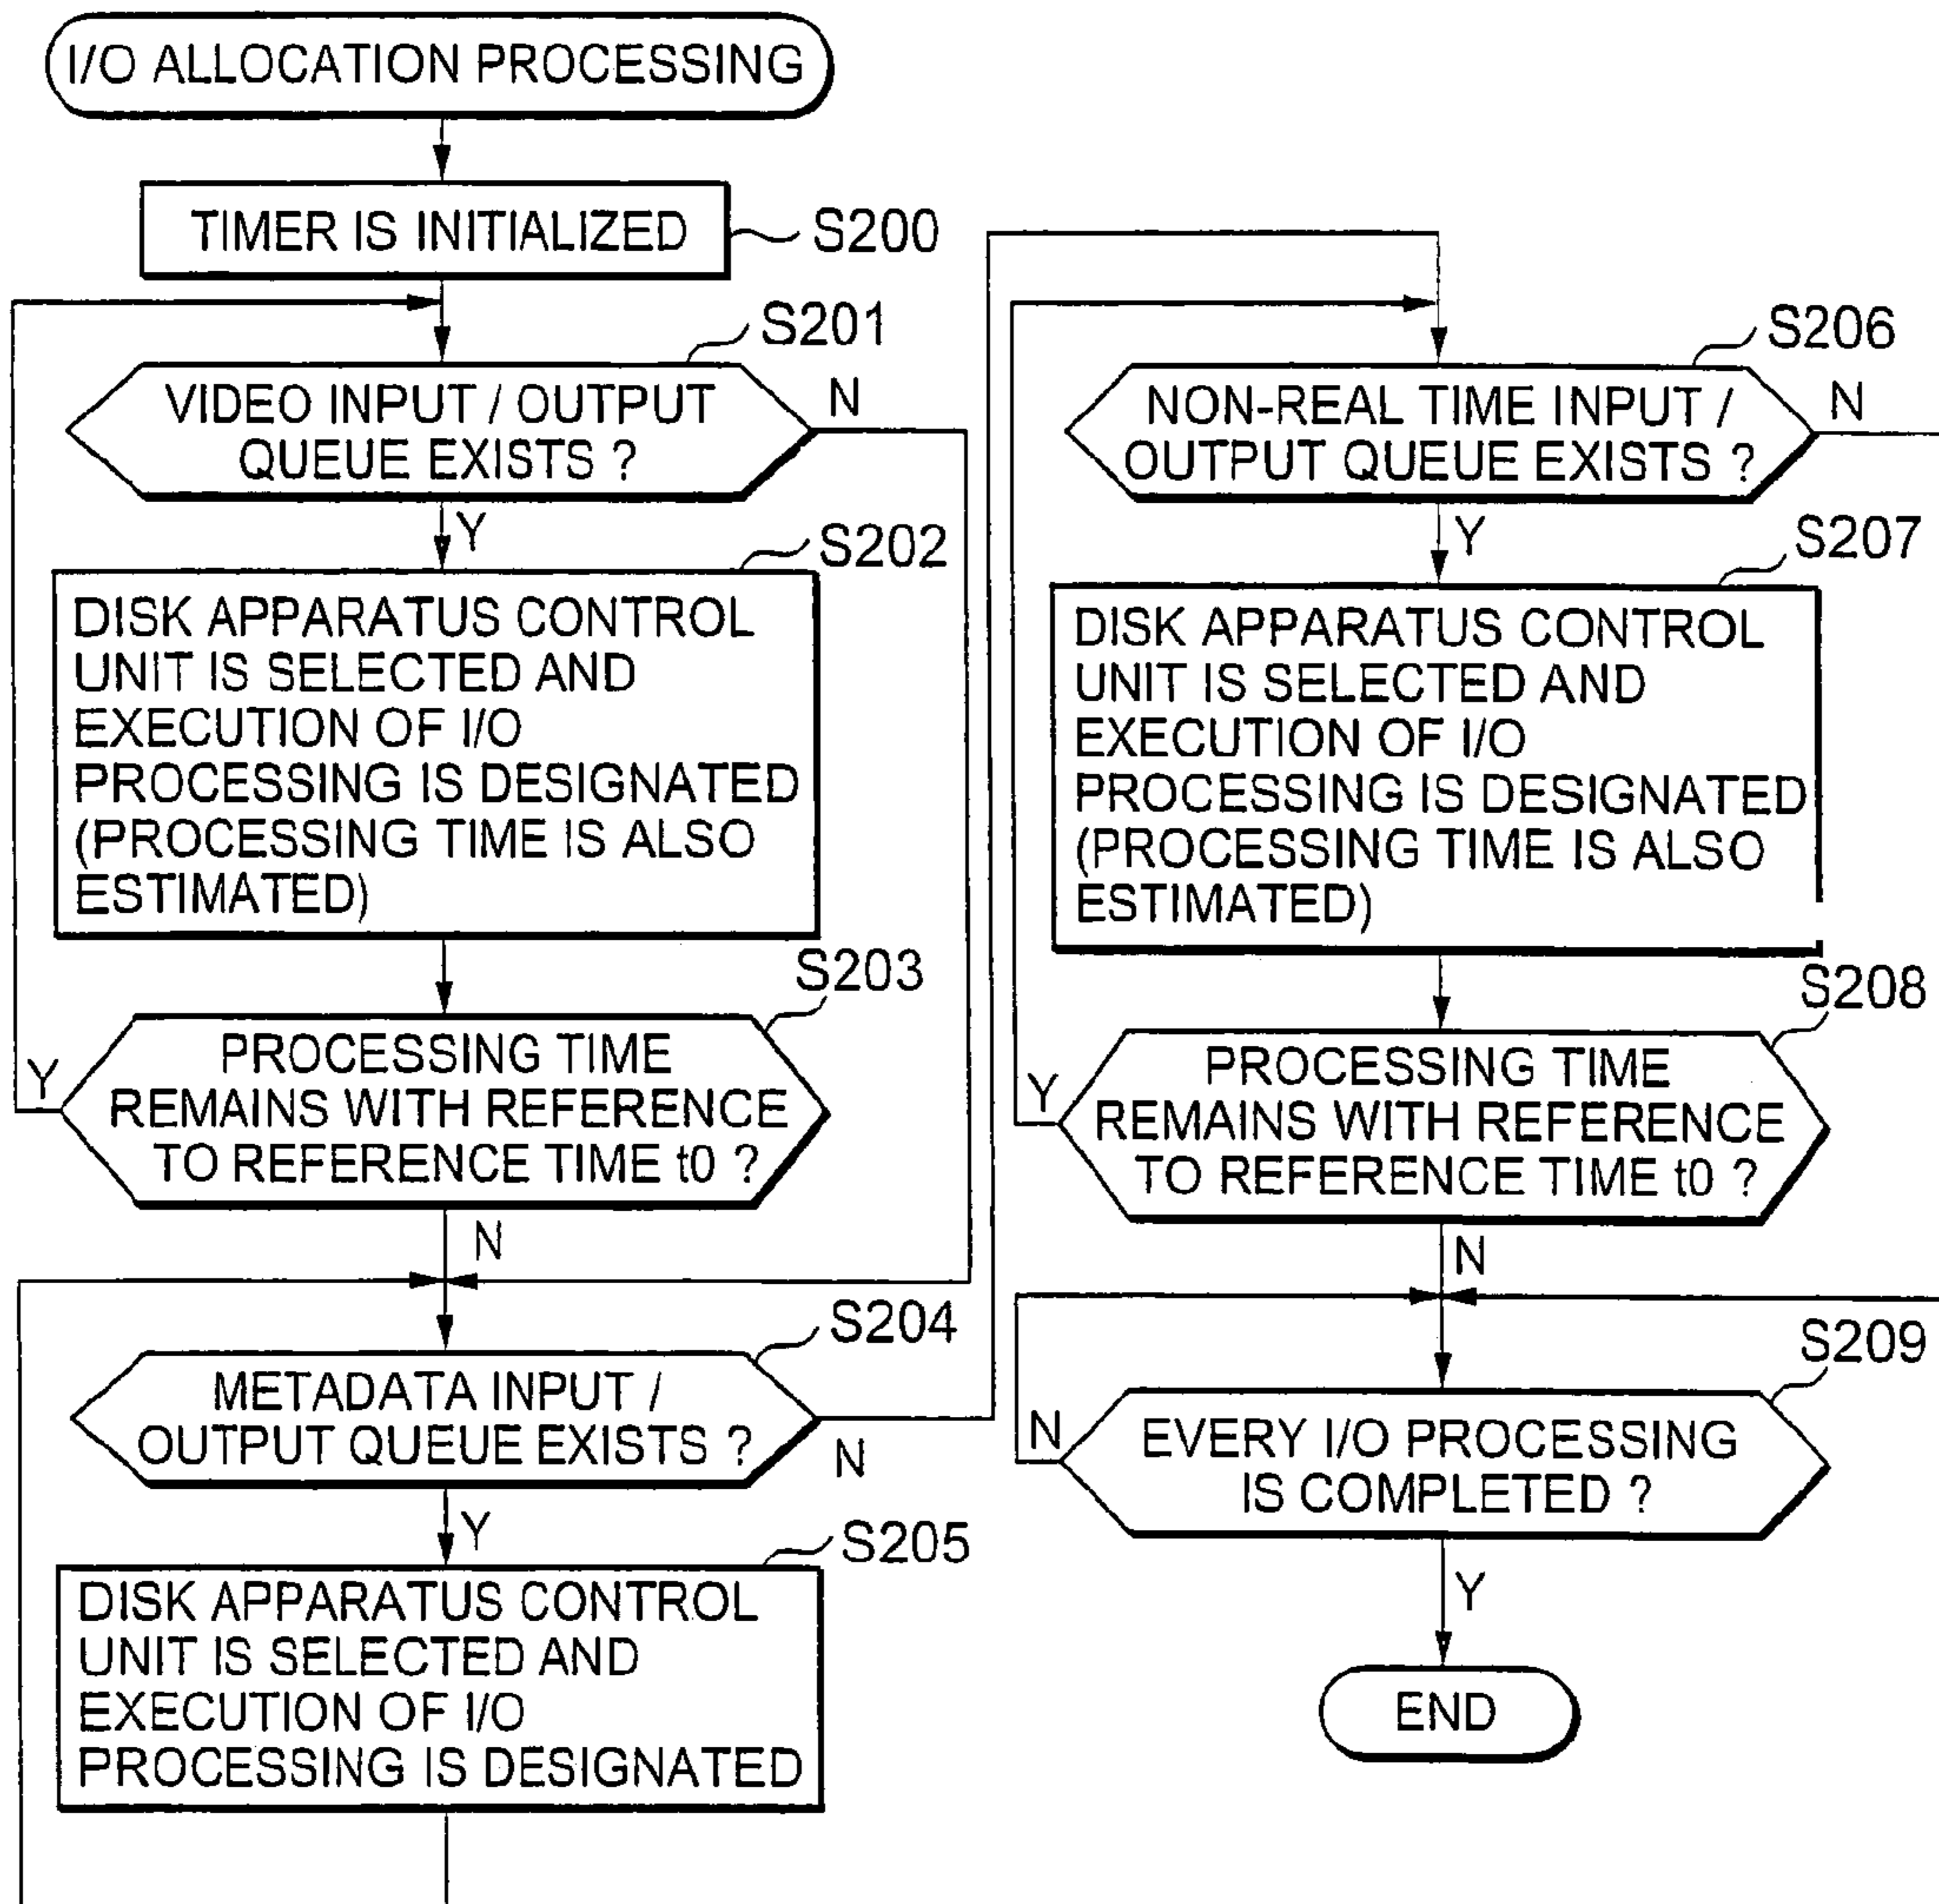 I/O ALLOCATION PROCESSING
TIMER IS INITIALIZED
S200
S201
VIDEO INPUT / OUTPUT
QUEUE EXISTS ?
N
Y
S202
DISK APPARATUS CONTROL
UNIT IS SELECTED AND
EXECUTION OF I/O
PROCESSING IS DESIGNATED
(PROCESSING TIME IS ALSO
ESTIMATED)
S203
PROCESSING TIME
REMAINS WITH REFERENCE
TO REFERENCE TIME t0 ?
Y
N
S204
METADATA INPUT /
OUTPUT QUEUE EXISTS ?
N
Y
S205
DISK APPARATUS CONTROL
UNIT IS SELECTED AND
EXECUTION OF I/O
PROCESSING IS DESIGNATED
S206
NON-REAL TIME INPUT /
OUTPUT QUEUE EXISTS ?
N
Y
S207
DISK APPARATUS CONTROL
UNIT IS SELECTED AND
EXECUTION OF I/O
PROCESSING IS DESIGNATED
(PROCESSING TIME IS ALSO
ESTIMATED)
S208
PROCESSING TIME
REMAINS WITH REFERENCE
TO REFERENCE TIME t0 ?
Y
N
S209
EVERY I/O PROCESSING
IS COMPLETED ?
N
Y
END